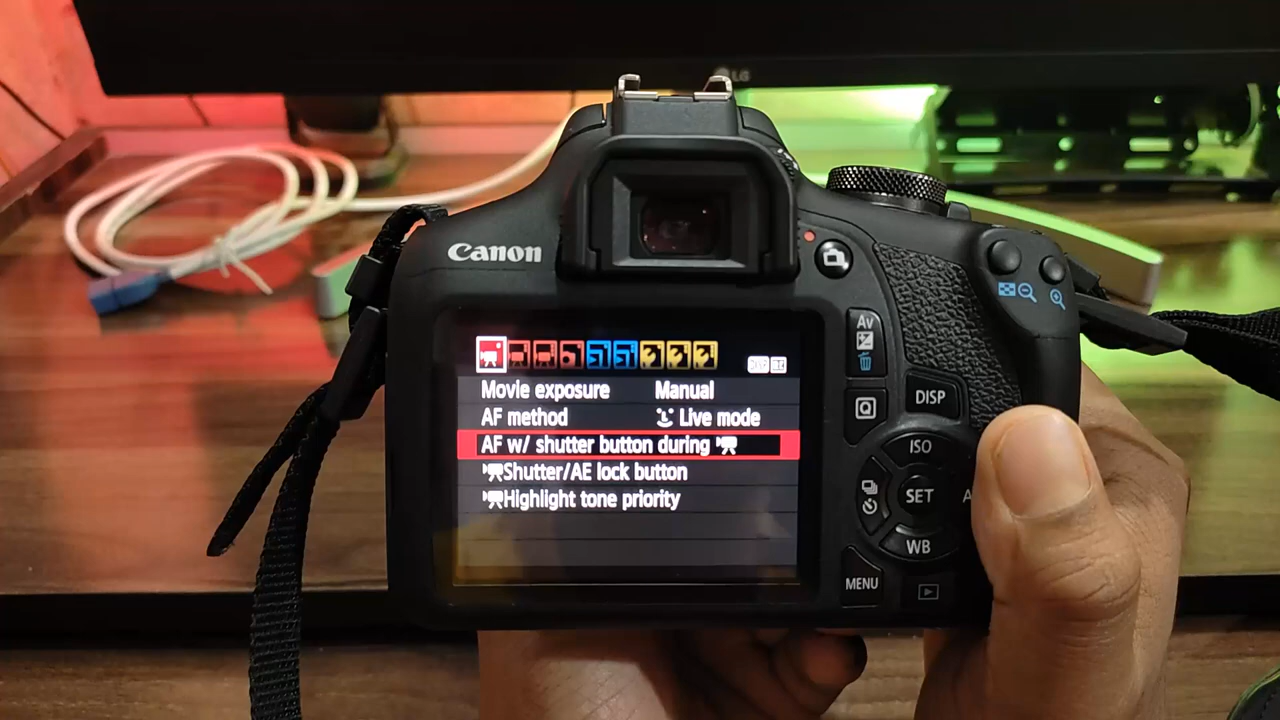 LG
Canon
Movie exposure Manual
AF method Live mode
AF w/ shutter button during
Shutter/AE lock button
Highlight tone priority
Av
Q
DISP
ISO
SET
A
WB
MENU